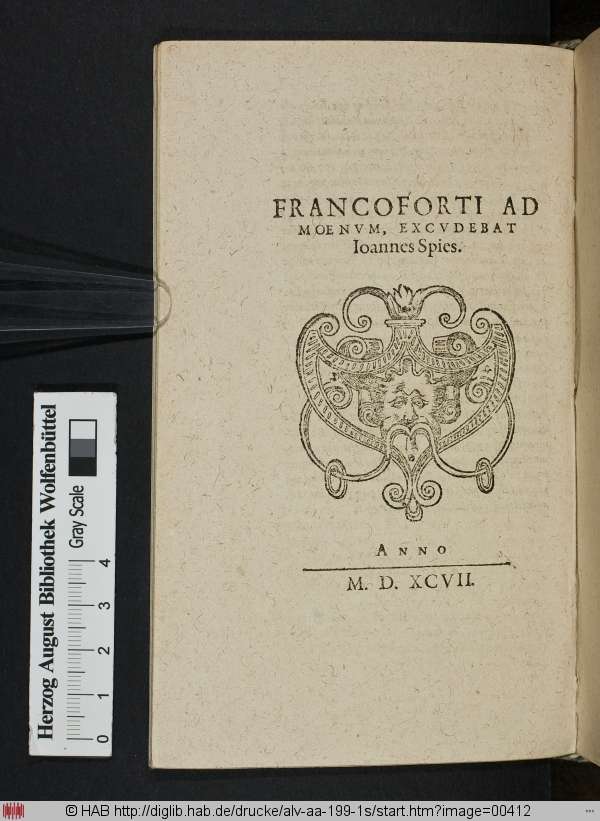 FRANCOFORTI AD
MOENVM, EXCVDEBAT
Ioannes Spies.
ANNO
M. D. XCVII.
Herzog August Bibliothek Wolfenbüttel
Gray Scale
0 1 2 3 4
© HAB http://diglib.hab.de/drucke/alv-aa-199-1s/start.htm?image=00412